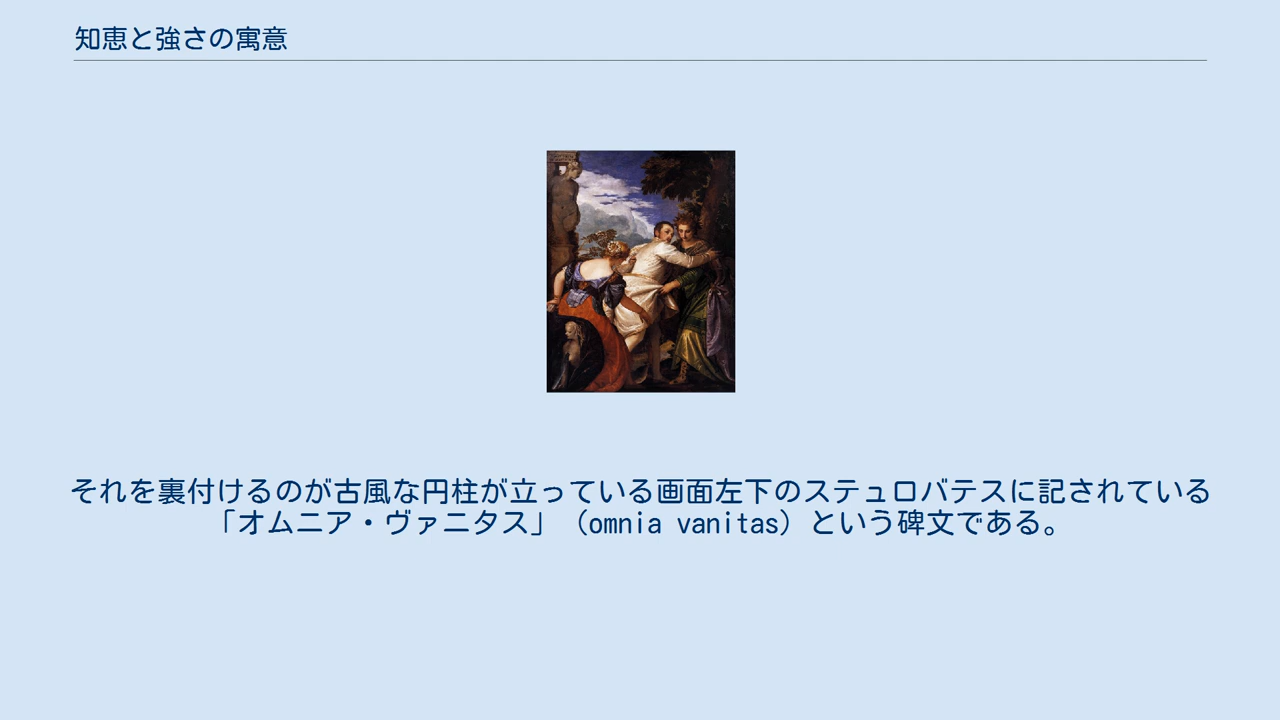 知恵と強さの寓意
それを裏付けるのが古風な円柱が立っている画面左下のステュロバテスに記されている
「オムニア・ヴァニタス」（omnia vanitas）という碑文である。